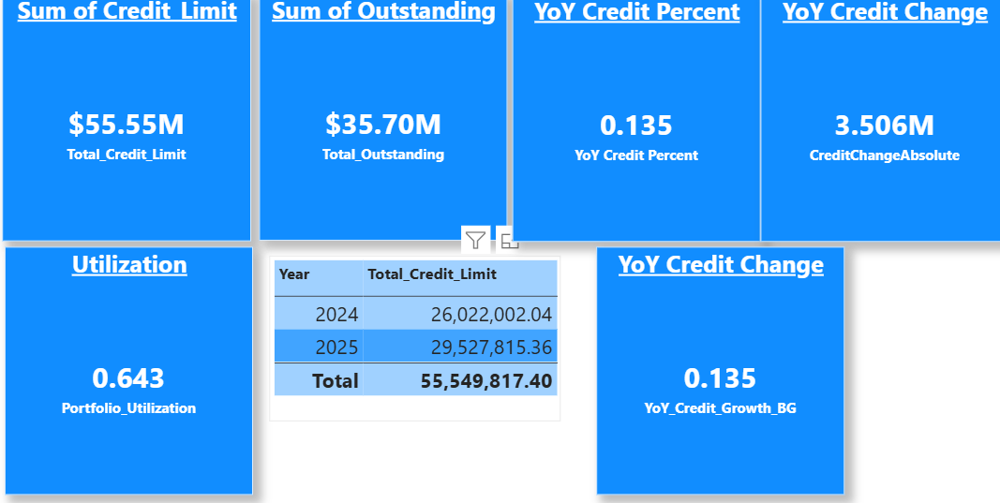 Sum of Credit_Limit
$55.55M
Total_Credit_Limit
Sum of Outstanding
$35.70M
Total_Outstanding
YoY Credit Percent
0.135
YoY Credit Percent
YoY Credit Change
3.506M
CreditChangeAbsolute
Utilization
0.643
Portfolio_Utilization
Year Total_Credit_Limit
2024 26,022,002.04
2025 29,527,815.36
Total 55,549,817.40
YoY Credit Change
0.135
YoY_Credit_Growth_BG